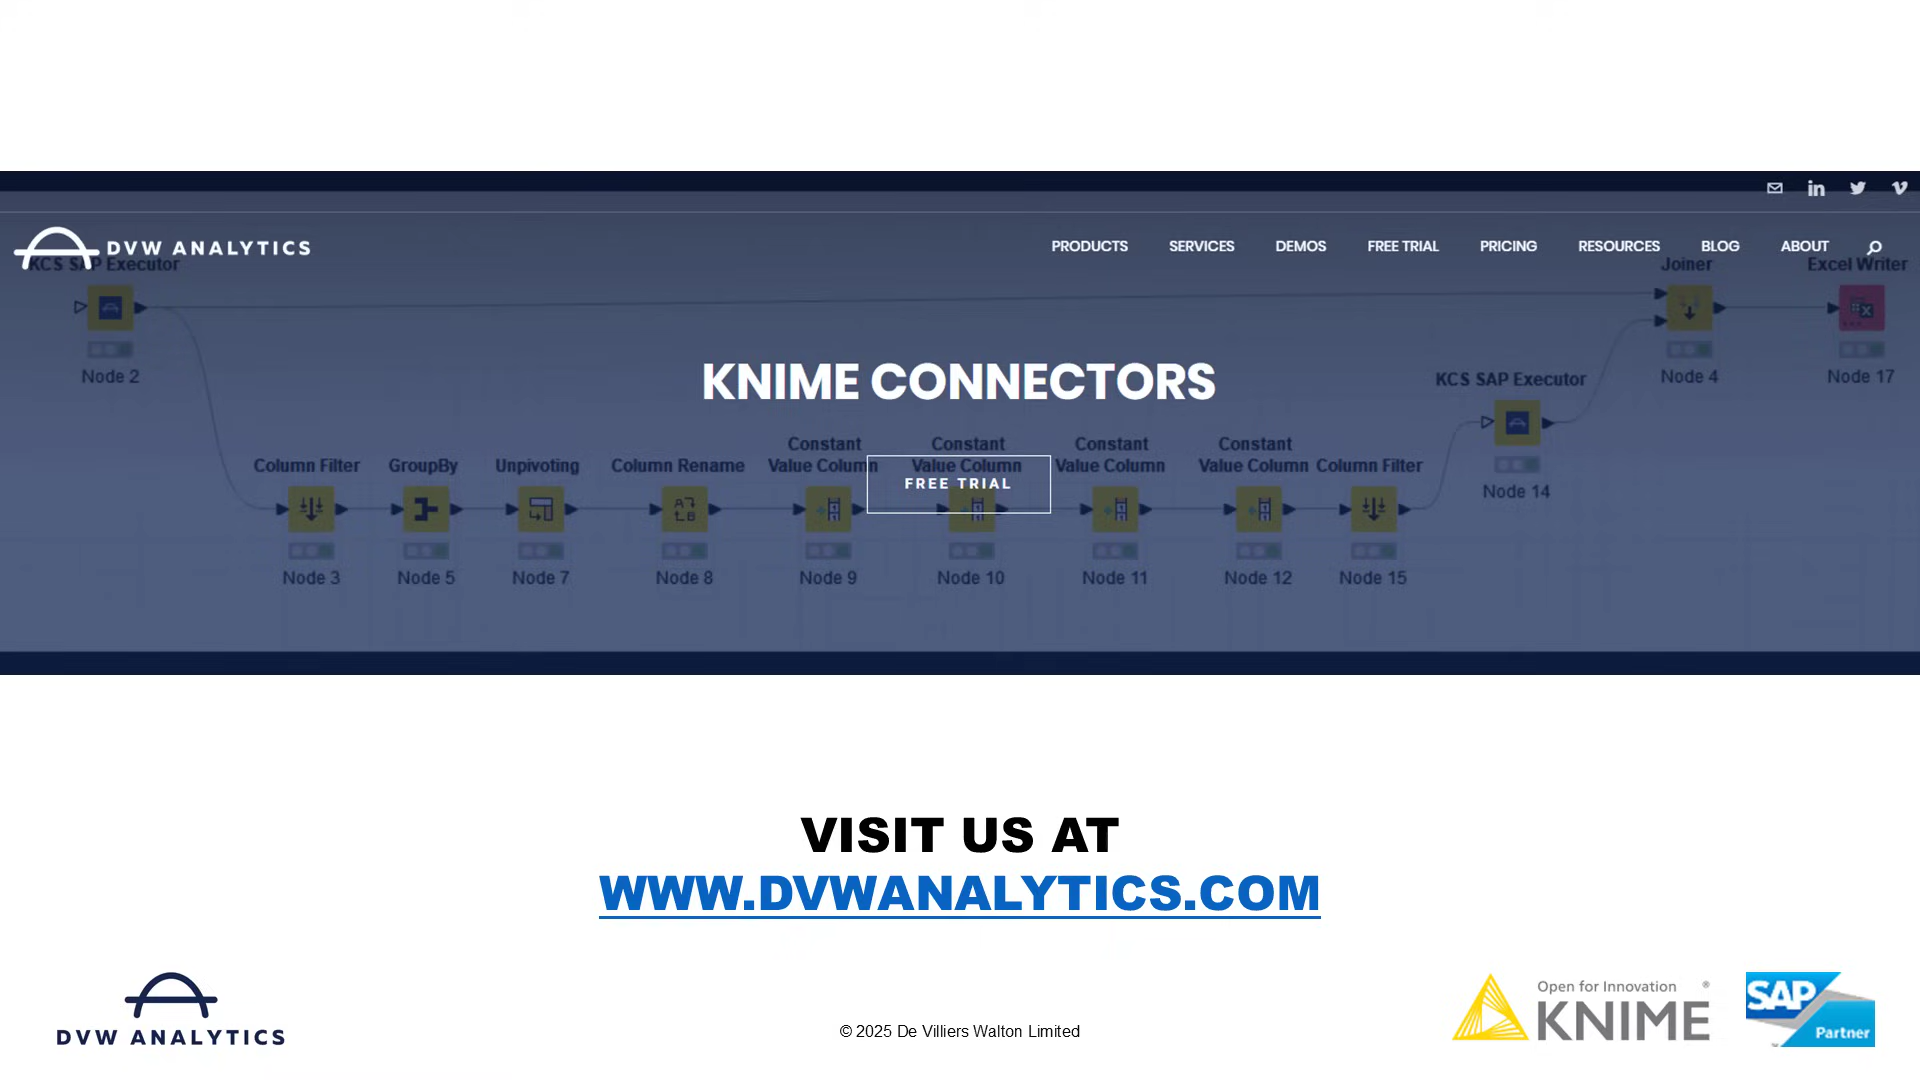 DVW ANALYTICS
PRODUCTS SERVICES DEMOS FREE TRIAL PRICING RESOURCES BLOG ABOUT
KCS SAP Executor
Joiner
Excel Writer
Node 2
Node 4
Node 17
KNIME CONNECTORS
KCS SAP Executor
Node 14
Column Filter
GroupBy
Unpivoting
Column Rename
Constant
Value Column
Constant
Value Column
Constant
Value Column
Constant
Value Column
Column Filter
FREE TRIAL
Node 3
Node 5
Node 7
Node 8
Node 9
Node 10
Node 11
Node 12
Node 15
VISIT US AT
WWW.DVWANALYTICS.COM
DVW ANALYTICS
© 2025 De Villiers Walton Limited
Open for Innovation ®
KNIME
SAP
Partner